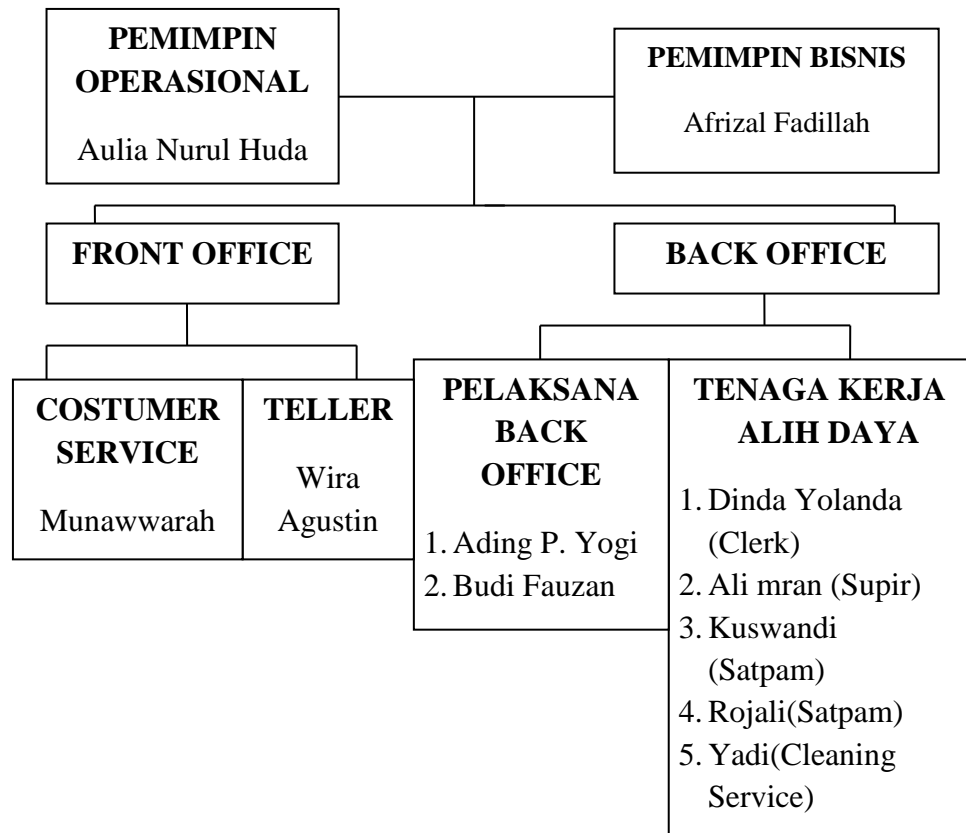 PEMIMPIN
OPERASIONAL
Aulia Nurul Huda
PEMIMPIN BISNIS
Afrizal Fadillah
FRONT OFFICE
BACK OFFICE
COSTUMER
SERVICE
Munawwarah
TELLER
Wira
Agustin
PELAKSANA
BACK
OFFICE
1. Ading P. Yogi
2. Budi Fauzan
TENAGA KERJA
ALIH DAYA
1. Dinda Yolanda
(Clerk)
2. Ali mran (Supir)
3. Kuswandi
(Satpam)
4. Rojali(Satpam)
5. Yadi(Cleaning
Service)